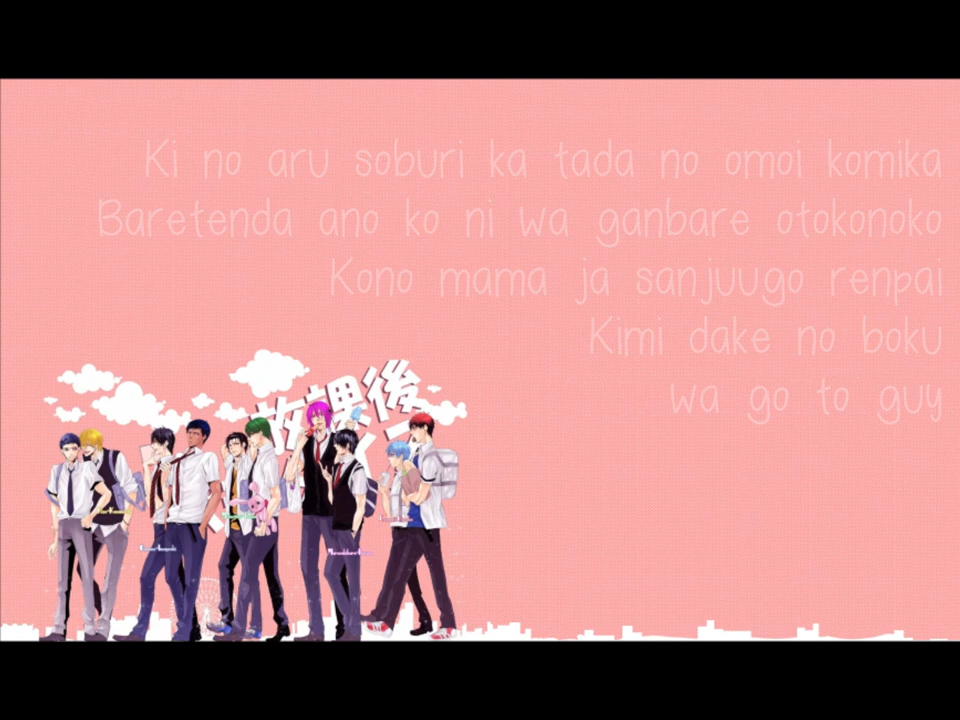 Ki no aru soburi ka tada no omoi komika
Baretenda ano ko ni wa ganbare otokonoko
Kono mama ja sanjuugo renpai
Kimi dake no boku
wa go to guy
放課後